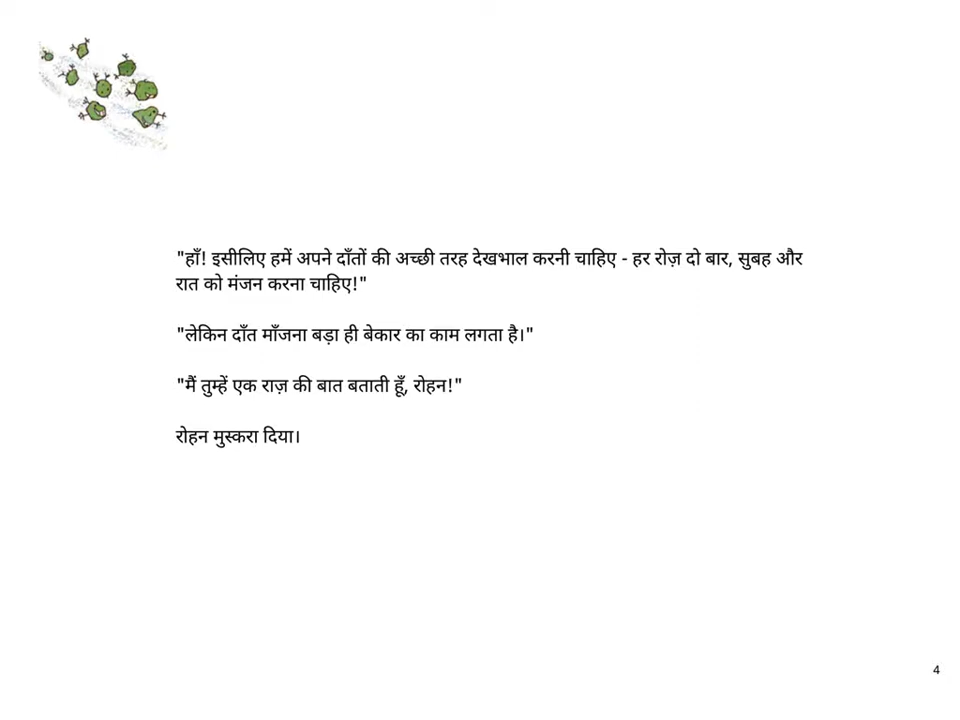 "हाँ! इसीलिए हमें अपने दाँतों की अच्छी तरह देखभाल करनी चाहिए - हर रोज़ दो बार, सुबह और
रात को मंजन करना चाहिए!"
"लेकिन दाँत माँजना बड़ा ही बेकार का काम लगता है।"
"मैं तुम्हें एक राज़ की बात बताती हूँ, रोहन!"
रोहन मुस्करा दिया।
4